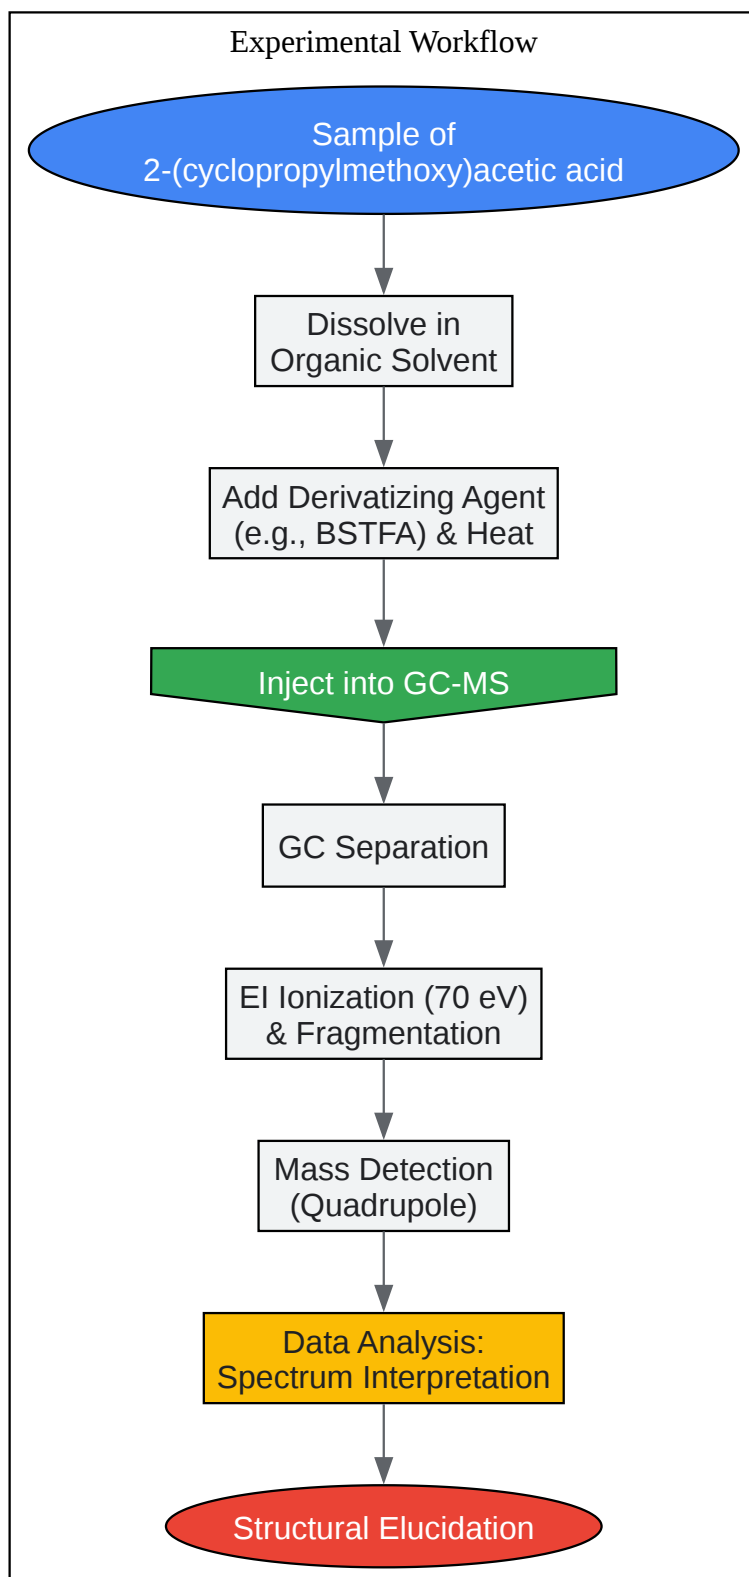 Experimental Workflow
Sample of
2-(cyclopropylmethoxy)acetic acid
Dissolve in
Organic Solvent
Add Derivatizing Agent
(e.g., BSTFA) & Heat
Inject into GC-MS
GC Separation
EI Ionization (70 eV)
& Fragmentation
Mass Detection
(Quadrupole)
Data Analysis:
Spectrum Interpretation
Structural Elucidation